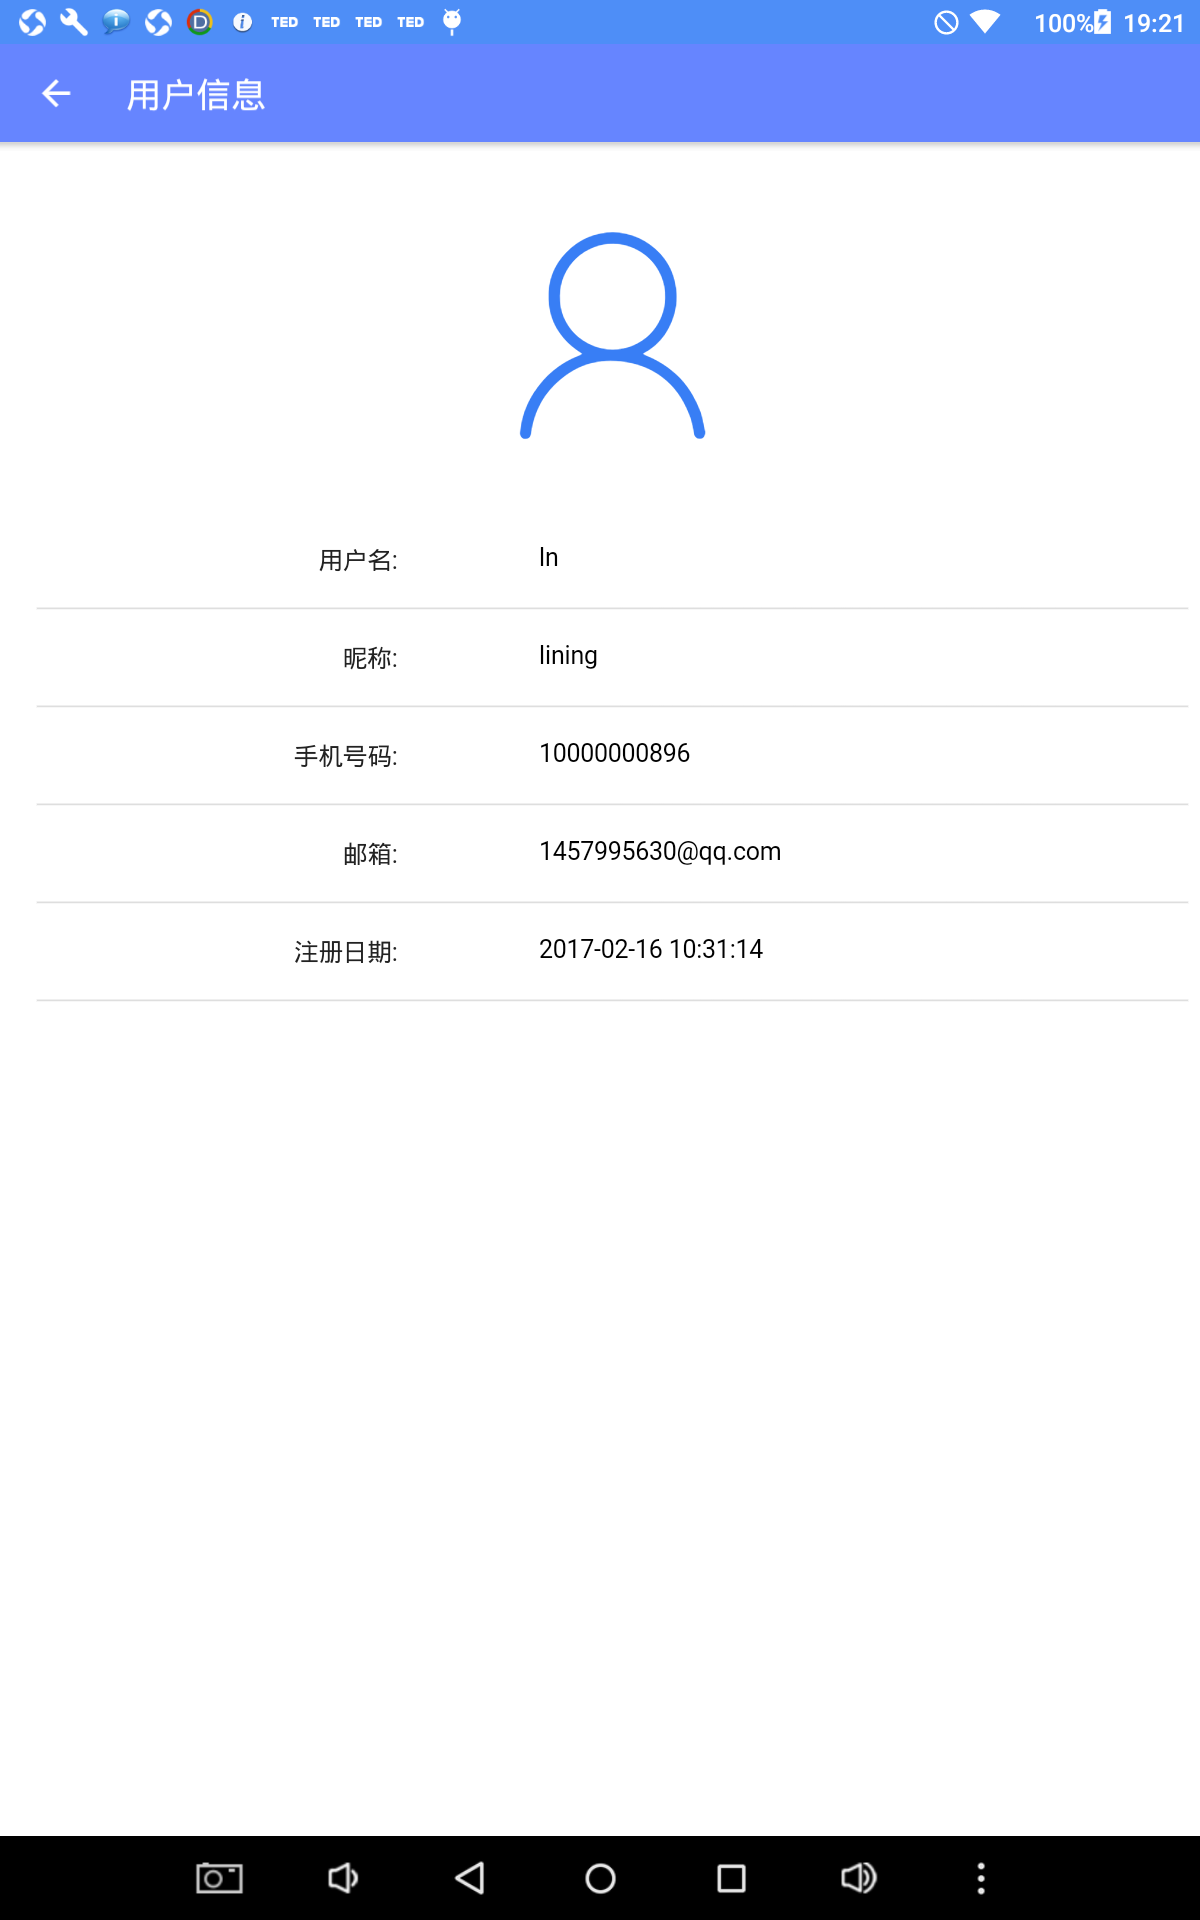 TED TED TED TED 100% 19:21
用户信息
用户名: ln
昵称: lining
手机号码: 10000000896
邮箱: 1457995630@qq.com
注册日期: 2017-02-16 10:31:14